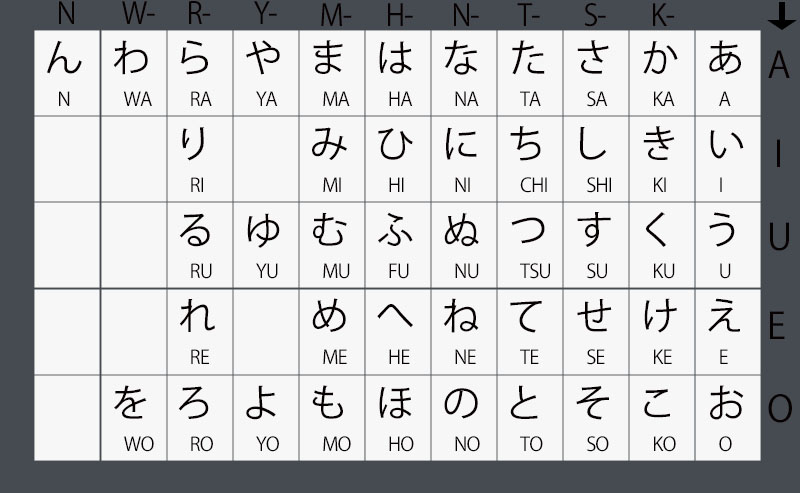 N W- R- Y- M- H- N- T- S- K-
ん わ ら や ま は な た さ か あ A
N WA RA YA MA HA NA TA SA KA A
り み ひ に ち し き い I
RI MI HI NI CHI SHI KI I
る ゆ む ふ ぬ つ す く う U
RU YU MU FU NU TSU SU KU U
れ め へ ね て せ け え E
RE ME HE NE TE SE KE E
を ろ よ も ほ の と そ こ お O
WO RO YO MO HO NO TO SO KO O